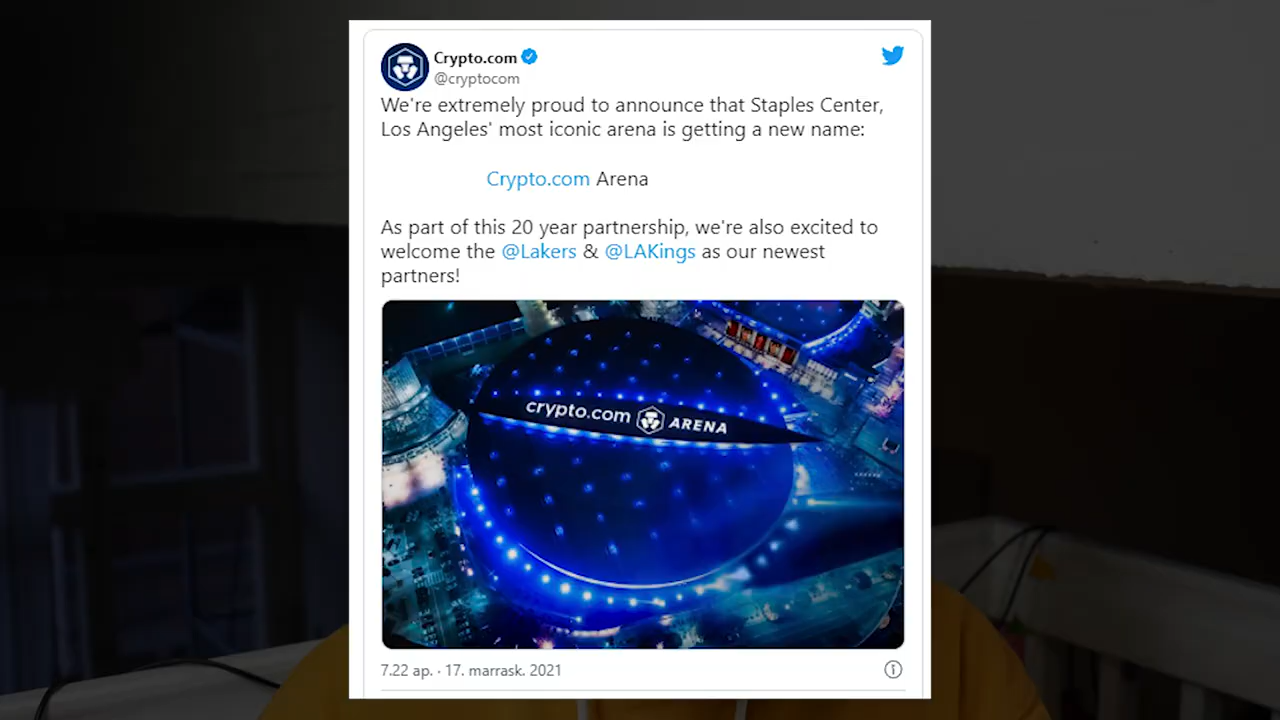 Crypto.com
@cryptocom
We're extremely proud to announce that Staples Center,
Los Angeles' most iconic arena is getting a new name:
Crypto.com Arena
As part of this 20 year partnership, we're also excited to
welcome the @Lakers & @LAKings as our newest
partners!
crypto.com ARENA
7.22 ap. · 17. marrask. 2021